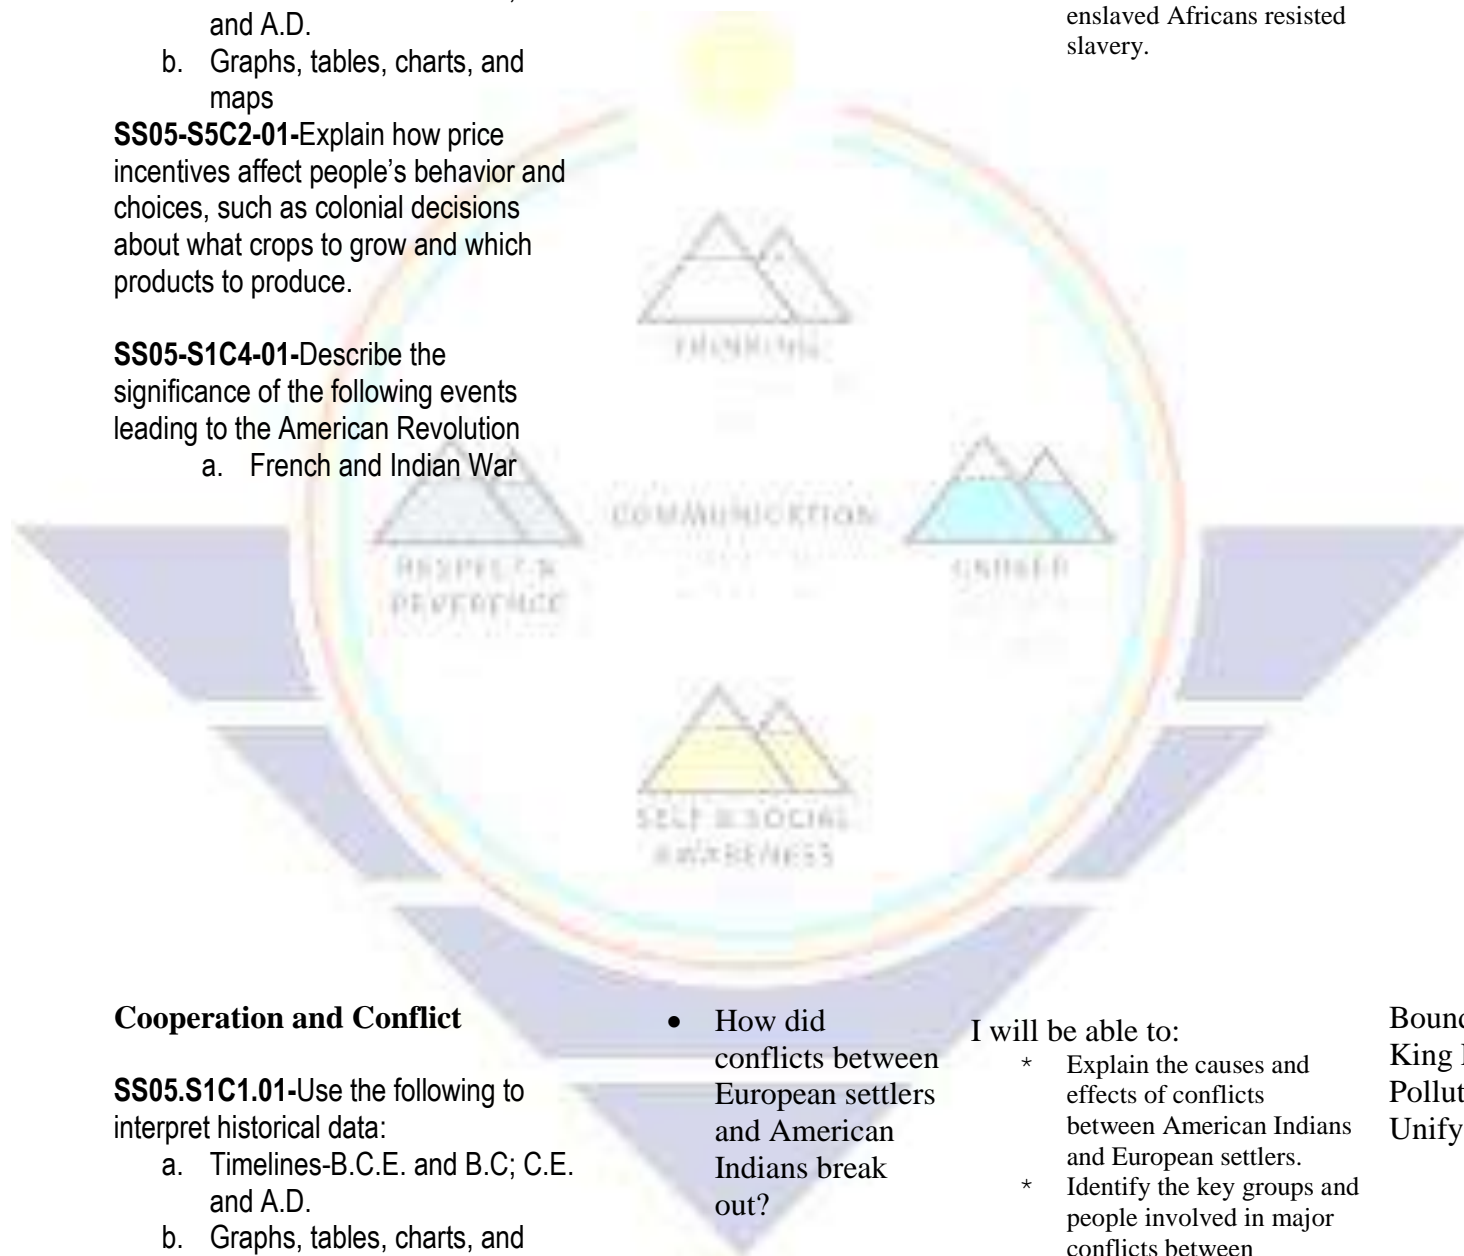 and A.D.
b. Graphs, tables, charts, and
maps
SS05-S5C2-01-Explain how price
incentives affect people's behavior and
choices, such as colonial decisions
about what crops to grow and which
products to produce.
SS05-S1C4-01-Describe the
significance of the following events
leading to the American Revolution
a. French and Indian War
enslaved Africans resisted
slavery.
THINKING
COMMUNICATION
RESPECT &
REVERENCE
CAREER
SELF & SOCIAL
AWARENESS
Cooperation and Conflict
SS05.S1C1.01-Use the following to
interpret historical data:
a. Timelines-B.C.E. and B.C; C.E.
and A.D.
b. Graphs, tables, charts, and
• How did
conflicts between
European settlers
and American
Indians break
out?
I will be able to:
* Explain the causes and
effects of conflicts
between American Indians
and European settlers.
* Identify the key groups and
people involved in major
conflicts between
King
Unify